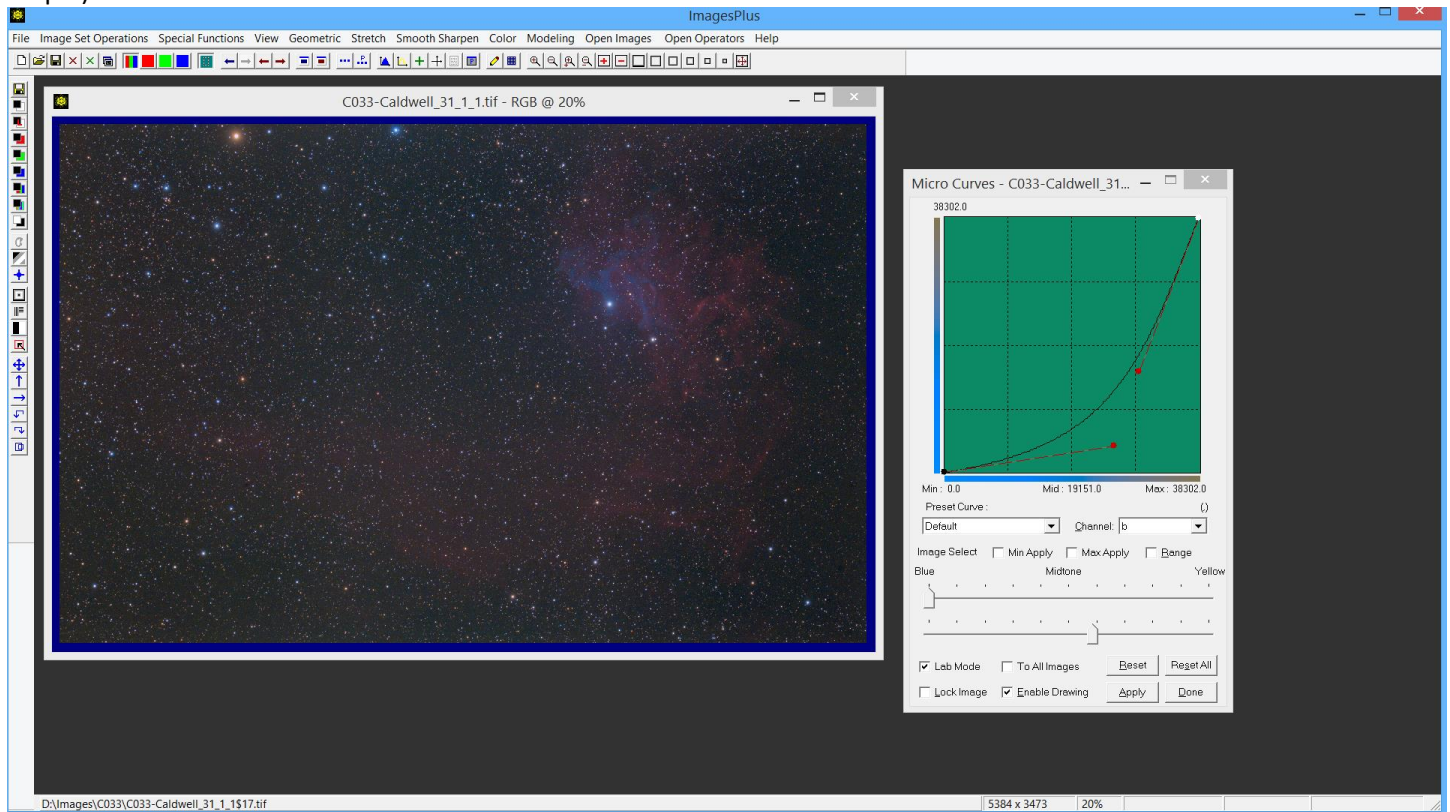 ImagesPlus
File Image Set Operations Special Functions View Geometric Stretch Smooth Sharpen Color Modeling Open Images Open Operators Help
C033-Caldwell_31_1_1.tif - RGB @ 20%
Micro Curves - C033-Caldwell_31...
38302.0
Min : 0.0 Mid : 19151.0 Max : 38302.0
Preset Curve : (,)
Default Channel: b
Image Select Min Apply Max Apply Range
Blue Midtone Yellow
Lab Mode To All Images Reset Reset All
Lock Image Enable Drawing Apply Done
D:\Images\C033\C033-Caldwell_31_1_1$17.tif 5384 x 3473 20%